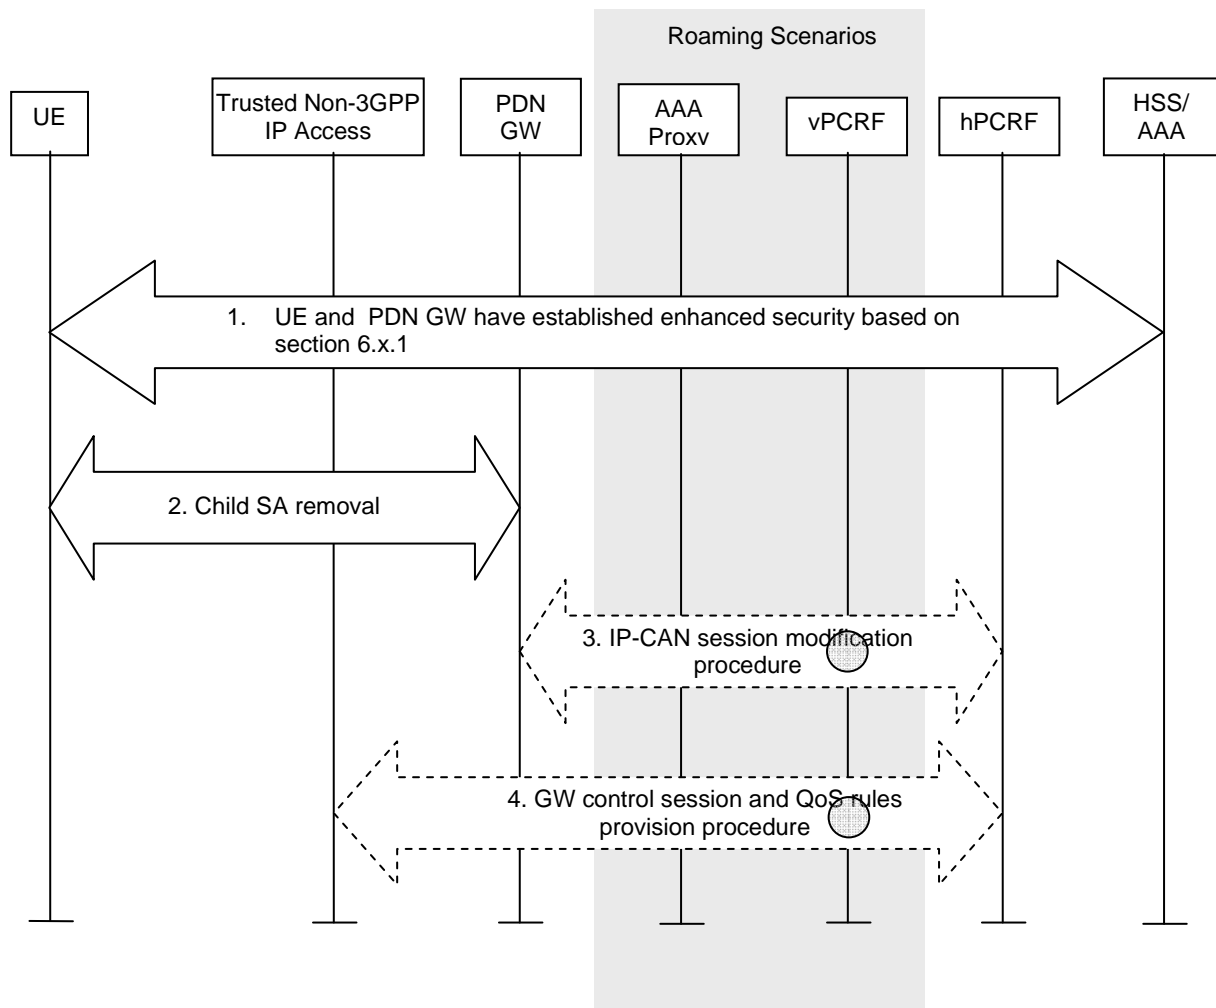 Roaming Scenarios
UE
Trusted Non-3GPP
IP Access
PDN
GW
AAA
Proxy
vPCRF
hPCRF
HSS/
AAA
1. UE and PDN GW have established enhanced security based on
section 6.x.1
2. Child SA removal
3. IP-CAN session modification
procedure
4. GW control session and QoS rules
provision procedure